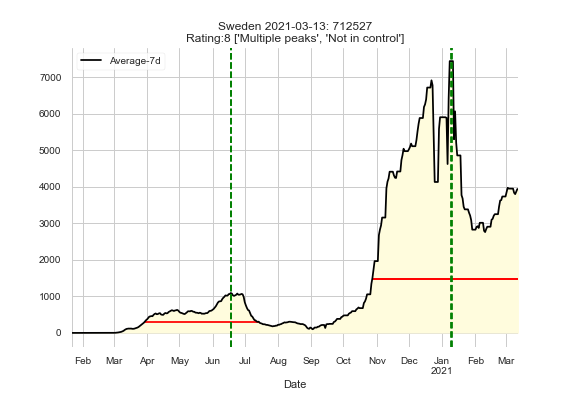 Sweden 2021-03-13: 712527
Rating:8 ['Multiple peaks', 'Not in control']
Average-7d
7000
6000
5000
4000
3000
2000
1000
0
Feb Mar Apr May Jun Jul Aug Sep Oct Nov Dec Jan Feb Mar
2021
Date